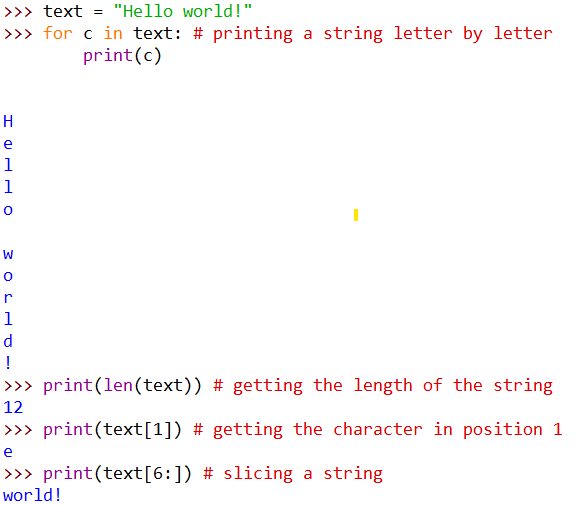 >>> text = "Hello world!"
>>> for c in text: # printing a string letter by letter
        print(c)
H
e
l
l
o
w
o
r
l
d
!
>>> print(len(text)) # getting the length of the string
12
>>> print(text[1]) # getting the character in position 1
e
>>> print(text[6:]) # slicing a string
world!